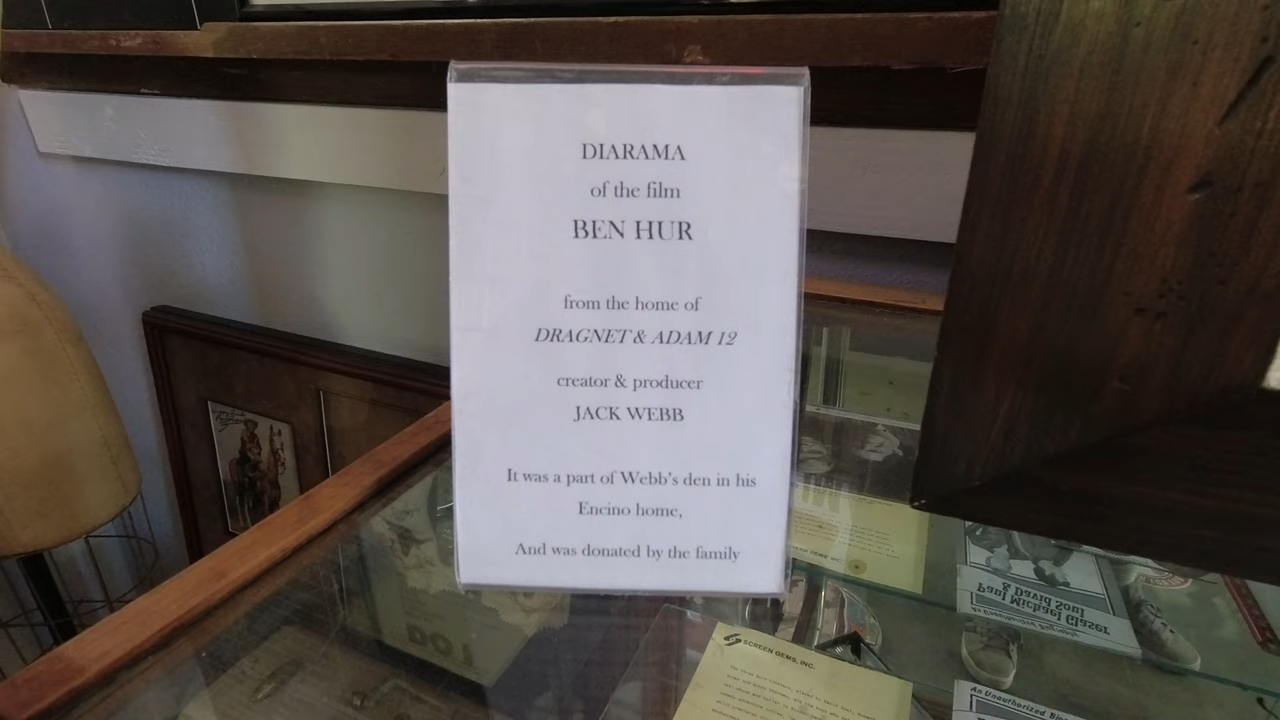 DIARAMA
of the film
BEN HUR
from the home of
DRAGNET & ADAM 12
creator & producer
JACK WEBB
It was a part of Webb's den in his
Encino home,
And was donated by the family
SCREEN GEMS, INC.
Paul Michael Glaser
& David Soul
An Unauthorized